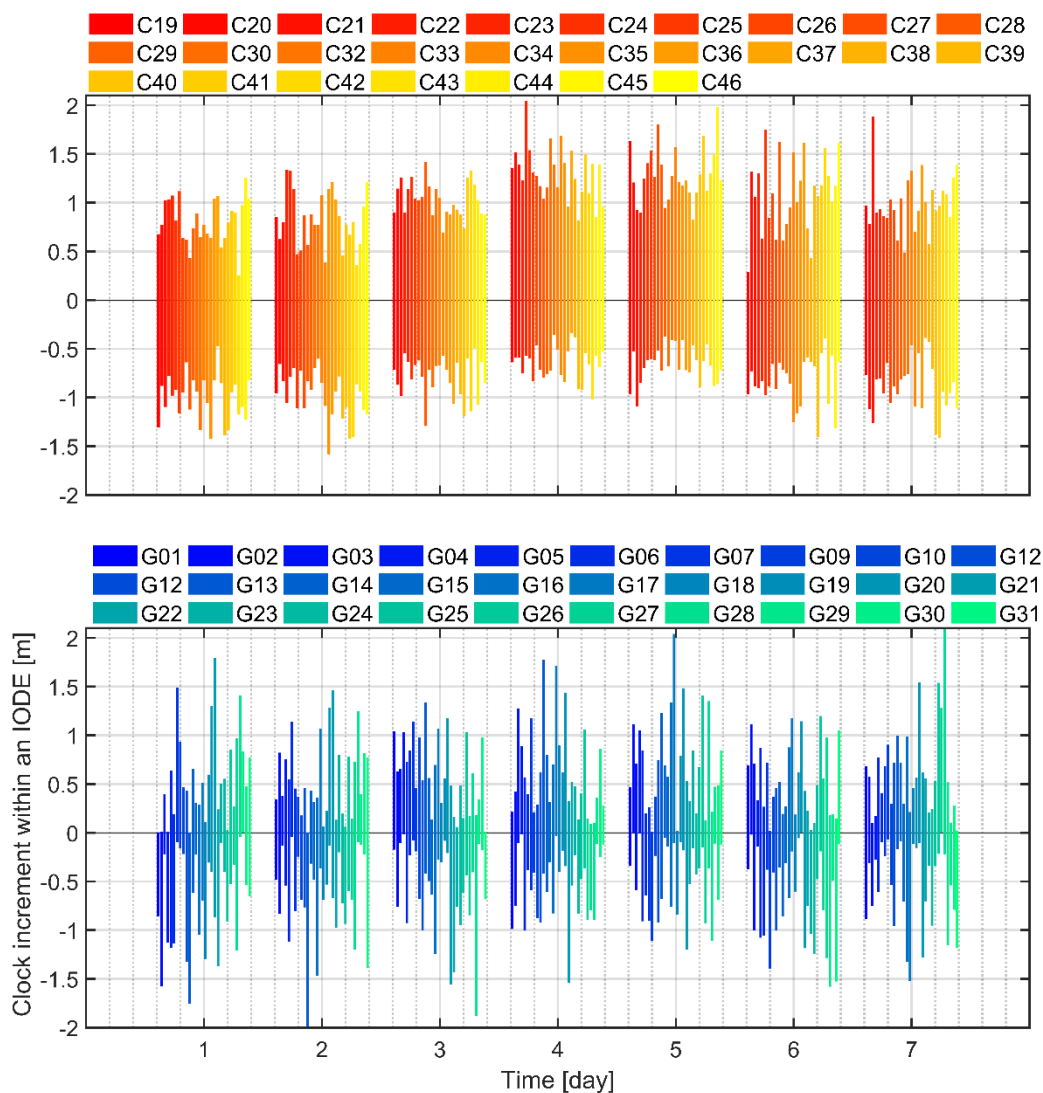 C19 C20 C21 C22 C23 C24 C25 C26 C27 C28
C29 C30 C32 C33 C34 C35 C36 C37 C38 C39
C40 C41 C42 C43 C44 C45 C46
2
1.5
1
0.5
0
-0.5
-1
-1.5
-2
G01 G02 G03 G04 G05 G06 G07 G09 G10 G12
G12 G13 G14 G15 G16 G17 G18 G19 G20 G21
G22 G23 G24 G25 G26 G27 G28 G29 G30 G31
Clock increment within an IODE [m]
2
1.5
1
0.5
0
-0.5
-1
-1.5
-2
1 2 3 4 5 6 7
Time [day]